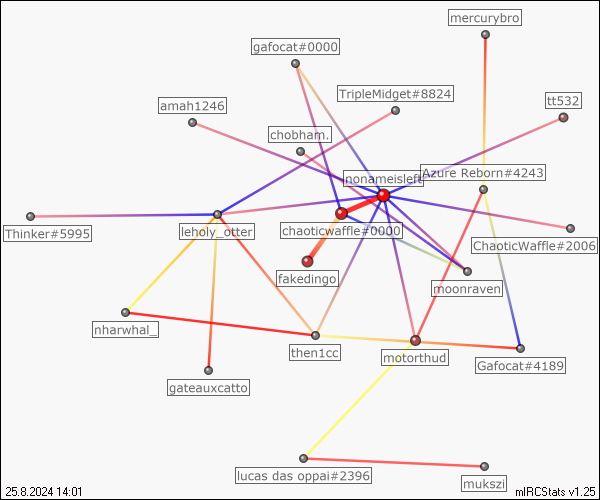 mercurybro
gafocat#0000
TripleMidget#8824
tt532
amah1246
chobham.
nonameisleft
Azure Reborn#4243
Thinker#5995
leholy_otter
chaoticwaffle#0000
ChaoticWaffle#2006
fakedingo
moonraven
nharwhal_
then1cc
motorthud
Gafocat#4189
gateauxcatto
lucas das oppai#2396
mukszi
25.8.2024 14:01
mIRCStats v1.25